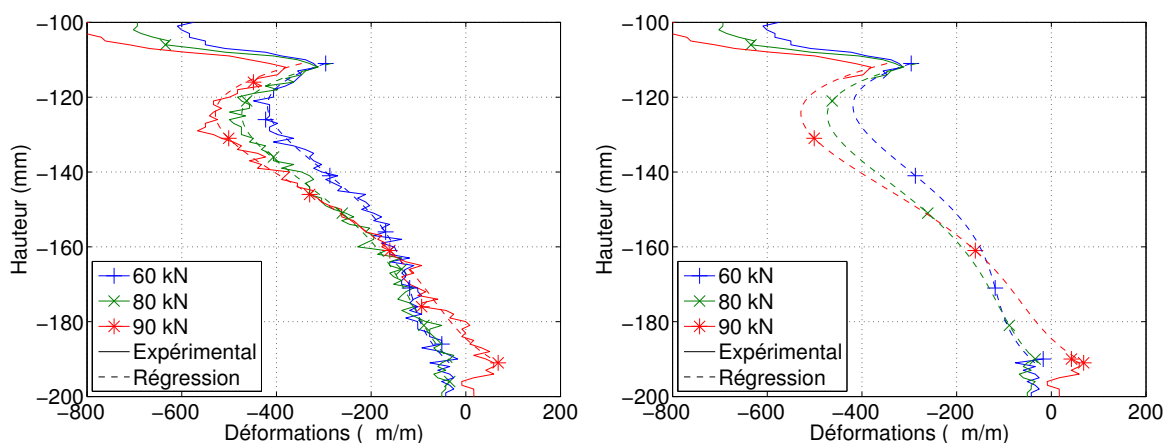 −100
−120
−140
−160
−180
−200
Hauteur (mm)
−800 −600 −400 −200 0 200
Déformations ( m/m)
60 kN
80 kN
90 kN
Expérimental
Régression
−100
−120
−140
−160
−180
−200
Hauteur (mm)
−800 −600 −400 −200 0 200
Déformations ( m/m)
60 kN
80 kN
90 kN
Expérimental
Régression